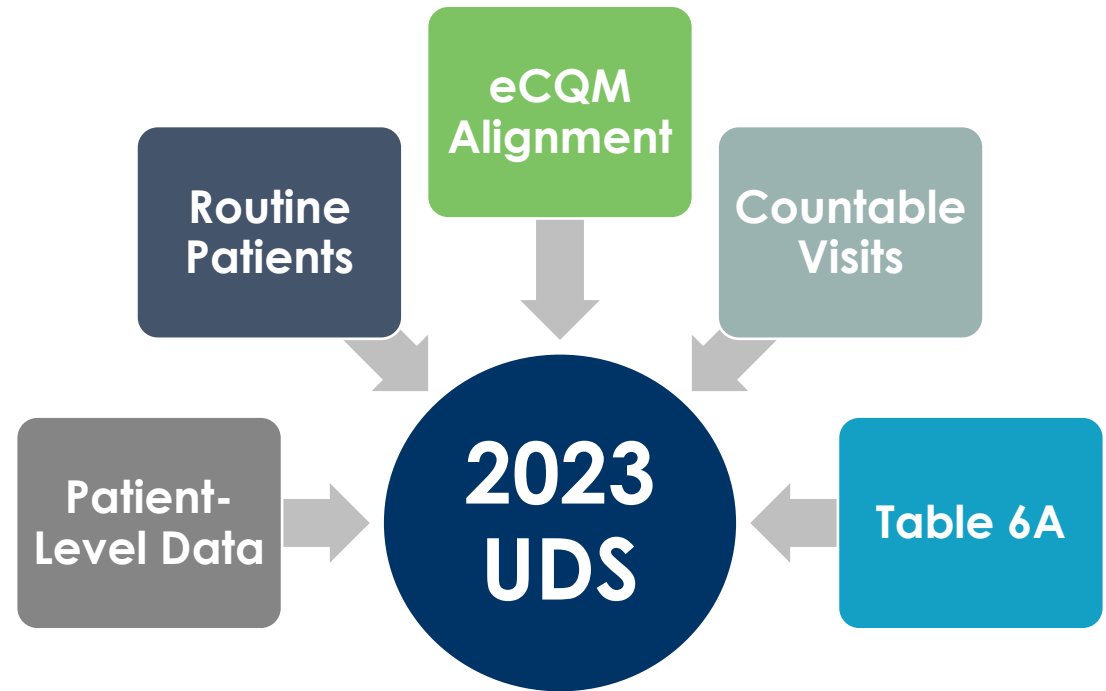 eCQM
Alignment
Routine
Patients
Countable
Visits
Patient-
Level Data
2023
UDS
Table 6A